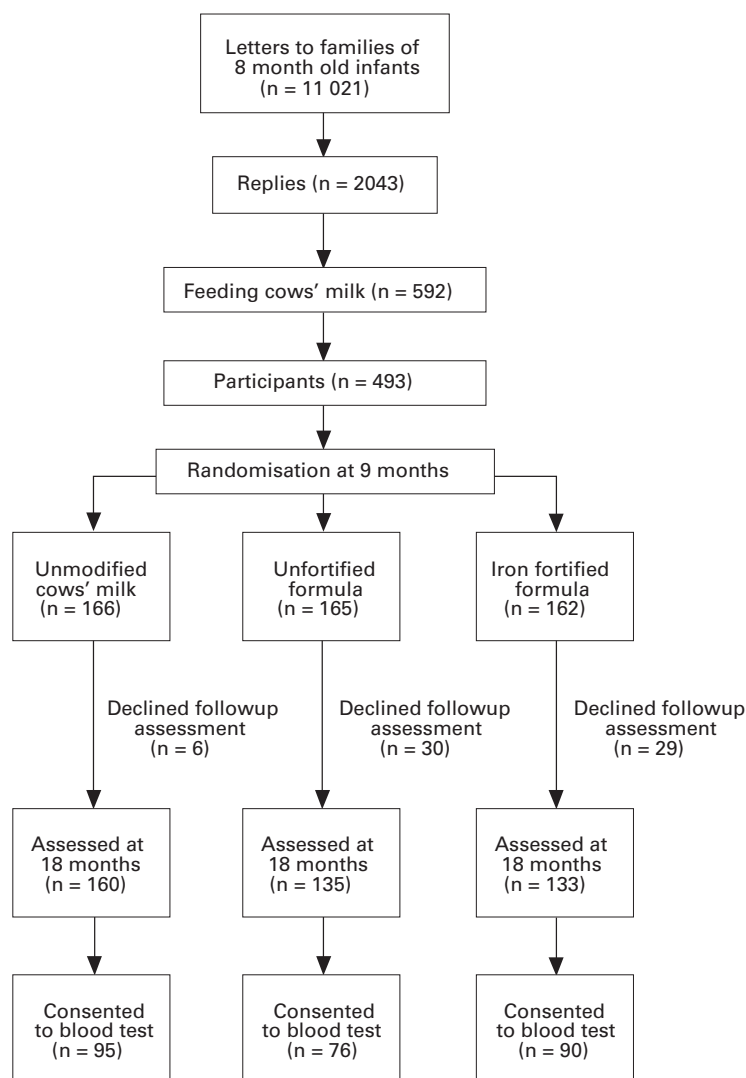 Letters to families of
8 month old infants
(n = 11 021)
Replies (n = 2043)
Feeding cows' milk (n = 592)
Participants (n = 493)
Randomisation at 9 months
Unmodified
cows' milk
(n = 166)
Unfortified
formula
(n = 165)
Iron fortified
formula
(n = 162)
Declined followup
assessment
(n = 6)
Declined followup
assessment
(n = 30)
Declined followup
assessment
(n = 29)
Assessed at
18 months
(n = 160)
Assessed at
18 months
(n = 135)
Assessed at
18 months
(n = 133)
Consented
to blood test
(n = 95)
Consented
to blood test
(n = 76)
Consented
to blood test
(n = 90)